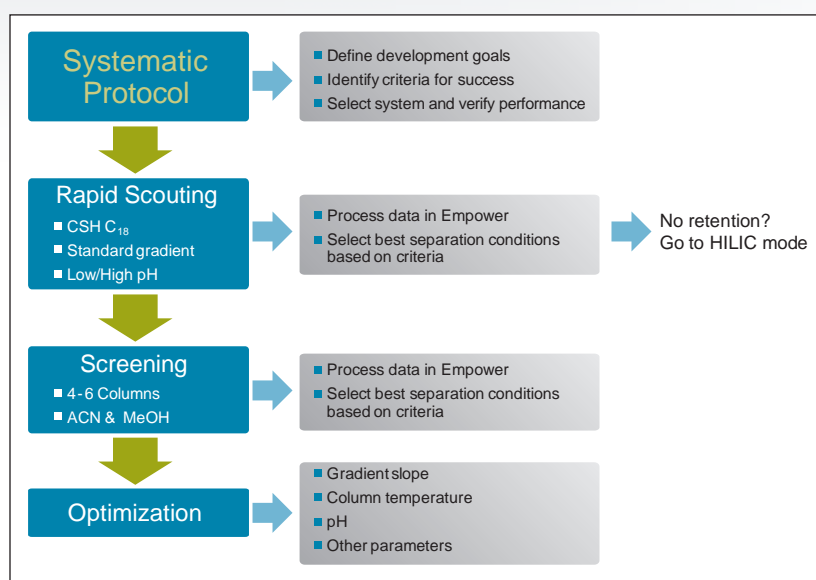 Systematic
Protocol
■ Define development goals
■ Identify criteria for success
■ Select system and verify performance
Rapid Scouting
■ CSH C₁₈
■ Standard gradient
■ Low/High pH
■ Process data in Empower
■ Select best separation conditions
based on criteria
No retention?
Go to HILIC mode
Screening
■ 4-6 Columns
■ ACN & MeOH
■ Process data in Empower
■ Select best separation conditions
based on criteria
Optimization
■ Gradient slope
■ Column temperature
■ pH
■ Other parameters